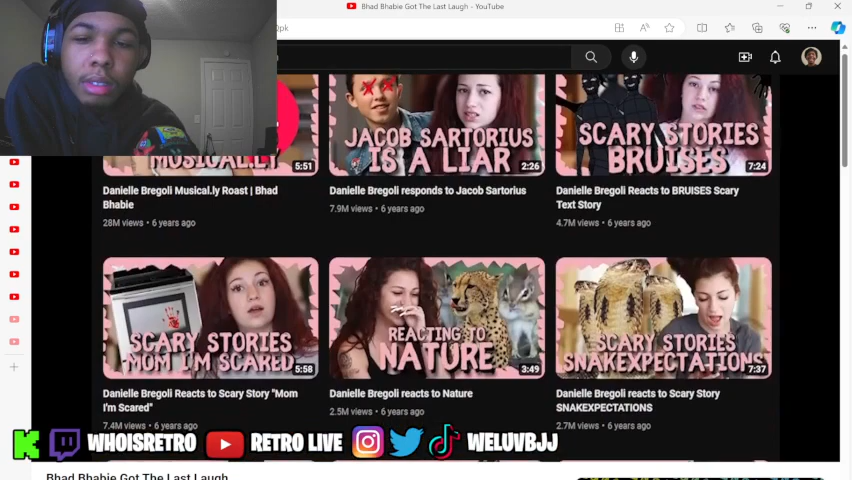 Bhad Bhabie Got The Last Laugh - YouTube
pk
MUSICAL.LY
5:51
JACOB SARTORIUS
IS A LIAR
2:26
SCARY STORIES
BRUISES
7:24
Danielle Bregoli Musical.ly Roast | Bhad
Bhabie
28M views • 6 years ago
Danielle Bregoli responds to Jacob Sartorius
7.9M views • 6 years ago
Danielle Bregoli Reacts to BRUISES Scary
Text Story
4.7M views • 6 years ago
SCARY STORIES
MOM I'M SCARED
5:58
REACTING TO
NATURE
3:49
SCARY STORIES
SNAKEXPECTATIONS
7:37
Danielle Bregoli Reacts to Scary Story "Mom
I'm Scared"
7.4M views • 6 years ago
Danielle Bregoli reacts to Nature
2.5M views • 6 years ago
Danielle Bregoli reacts to Scary Story
SNAKEXPECTATIONS
2.7M views • 6 years ago
K
WHOISRETRO
RETRO LIVE
WELUVBJJ
Bhad Bhabie Got The Last Laugh